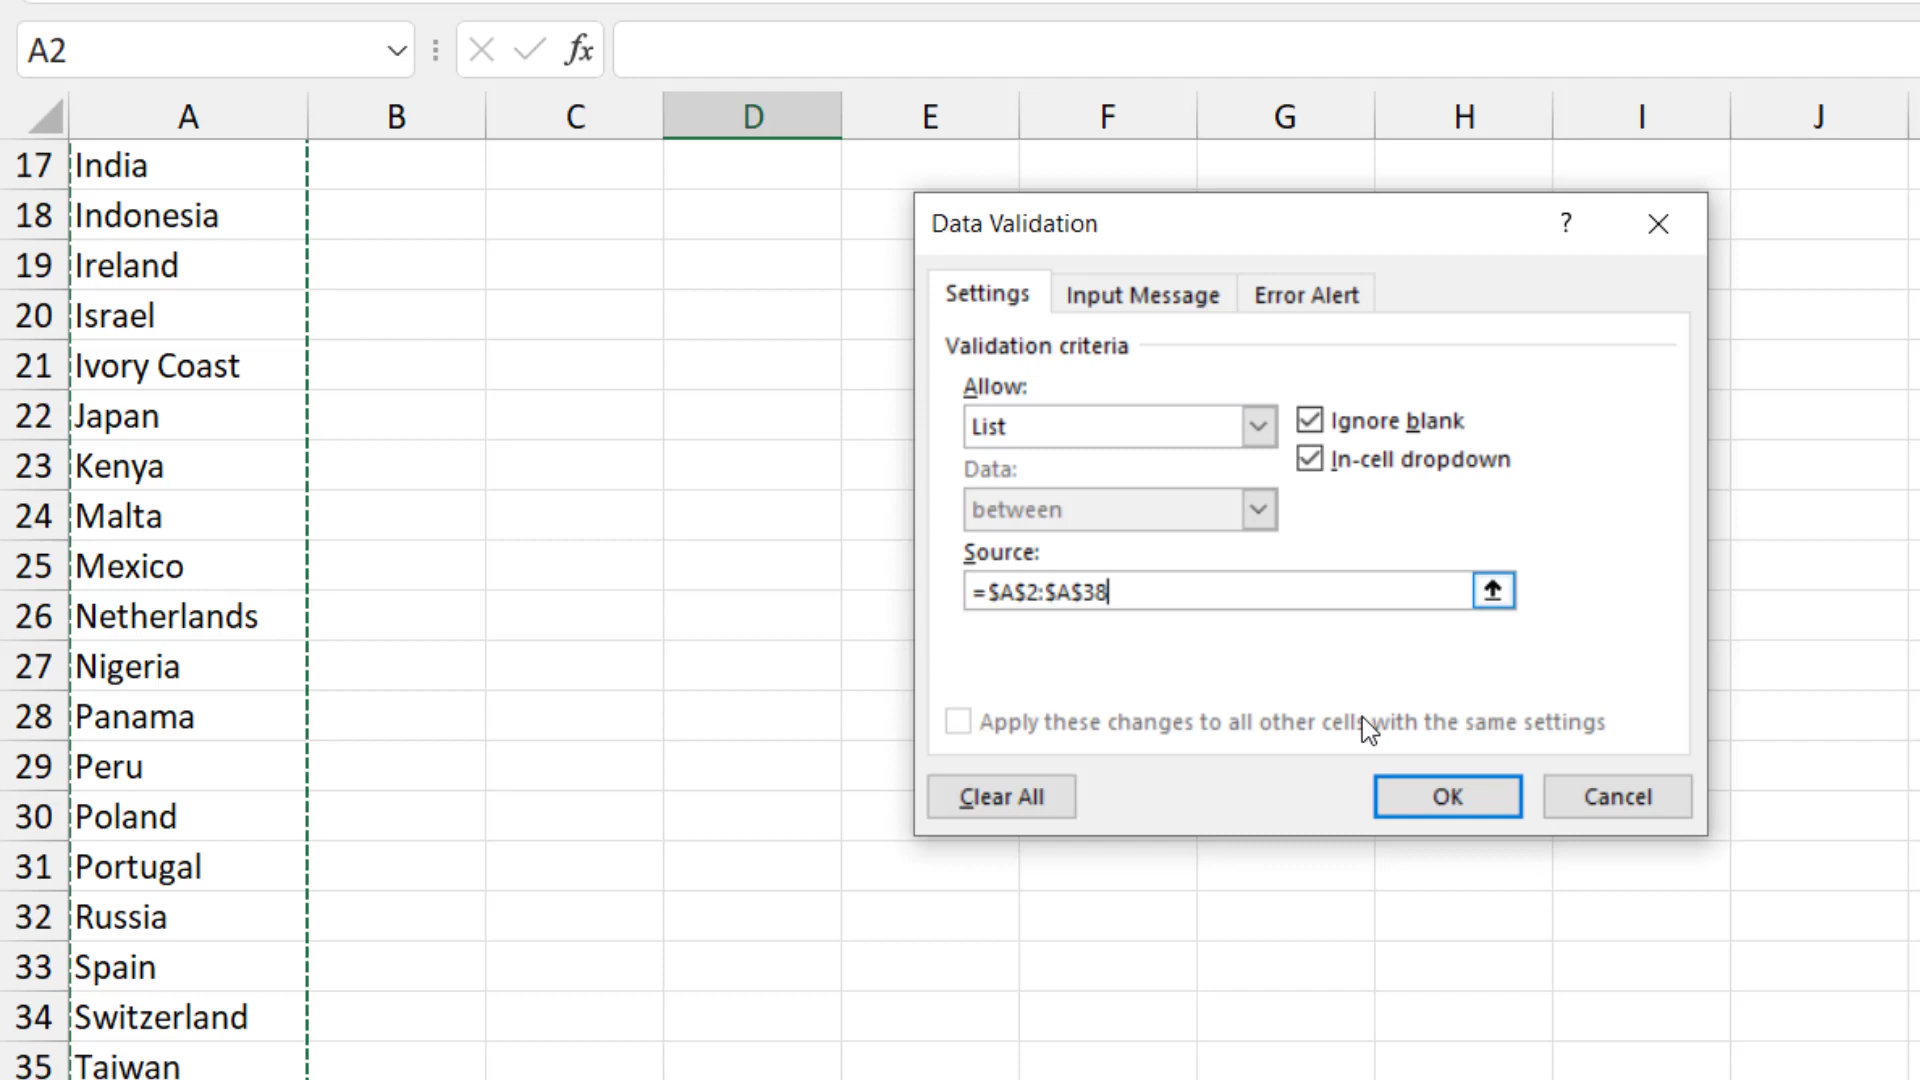 A2
fx
A B C D E F G H I J
17 India
18 Indonesia
19 Ireland
20 Israel
21 Ivory Coast
22 Japan
23 Kenya
24 Malta
25 Mexico
26 Netherlands
27 Nigeria
28 Panama
29 Peru
30 Poland
31 Portugal
32 Russia
33 Spain
34 Switzerland
35 Taiwan
Data Validation ?
Settings Input Message Error Alert
Validation criteria
Allow:
List
Ignore blank
In-cell dropdown
Data:
between
Source:
=$A$2:$A$38
Apply these changes to all other cells with the same settings
Clear All OK Cancel